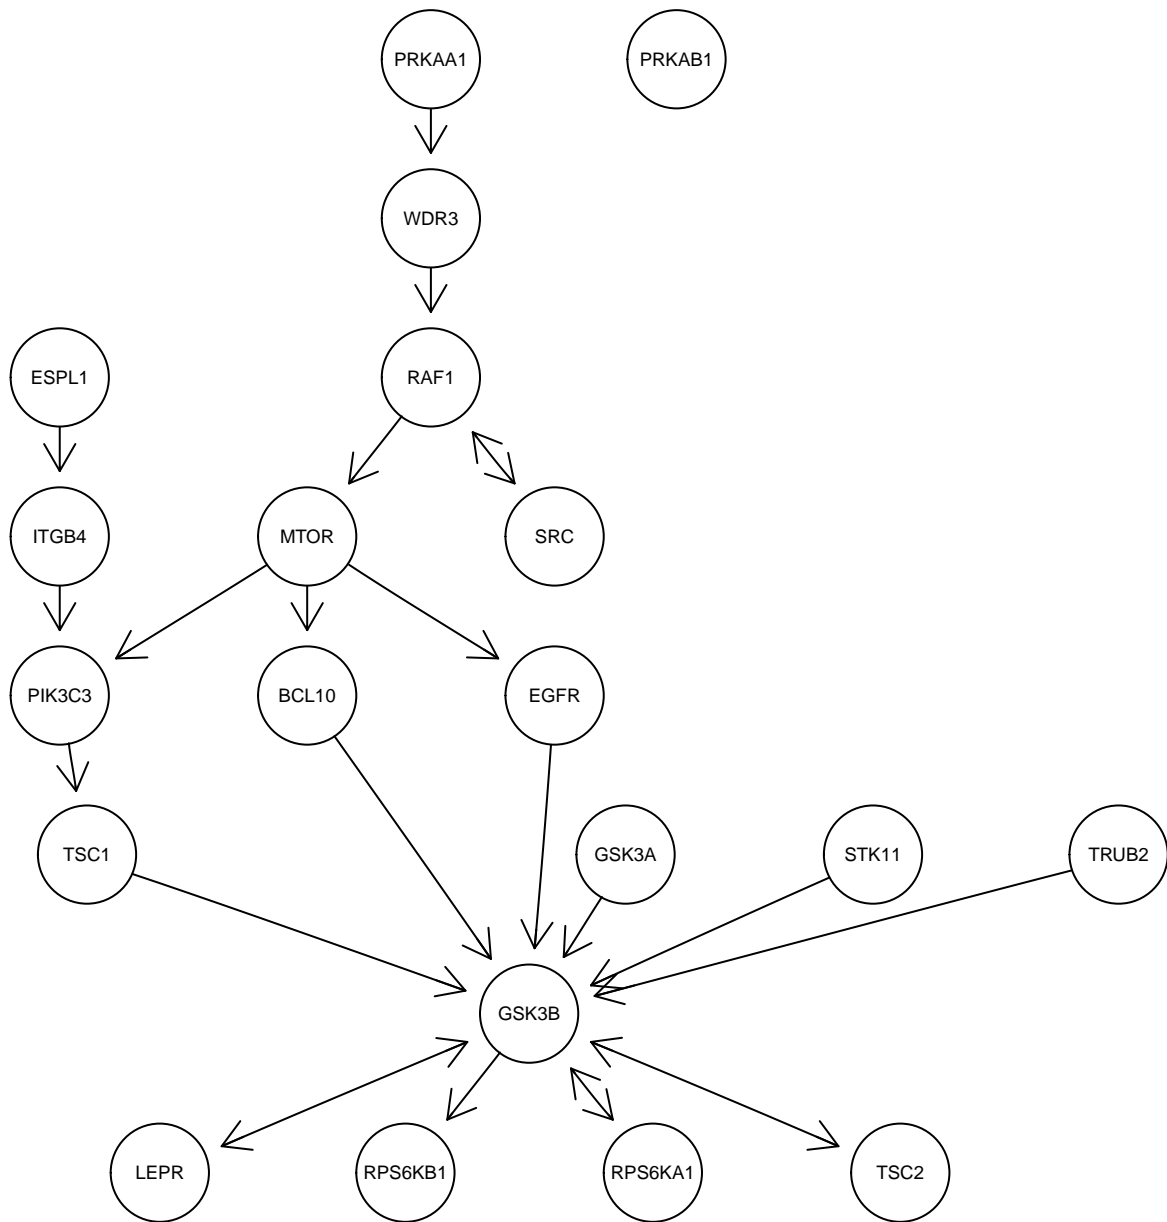 PRKAA1
PRKAB1
WDR3
ESPL1
RAF1
ITGB4
MTOR
SRC
PIK3C3
BCL10
EGFR
TSC1
GSK3A
STK11
TRUB2
GSK3B
LEPR
RPS6KB1
RPS6KA1
TSC2